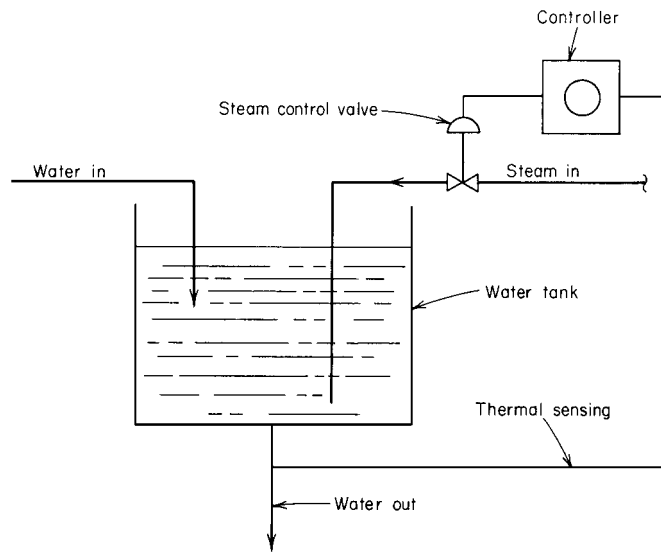 Controller
Steam control valve
Water in
Steam in
Water tank
Thermal sensing
Water out